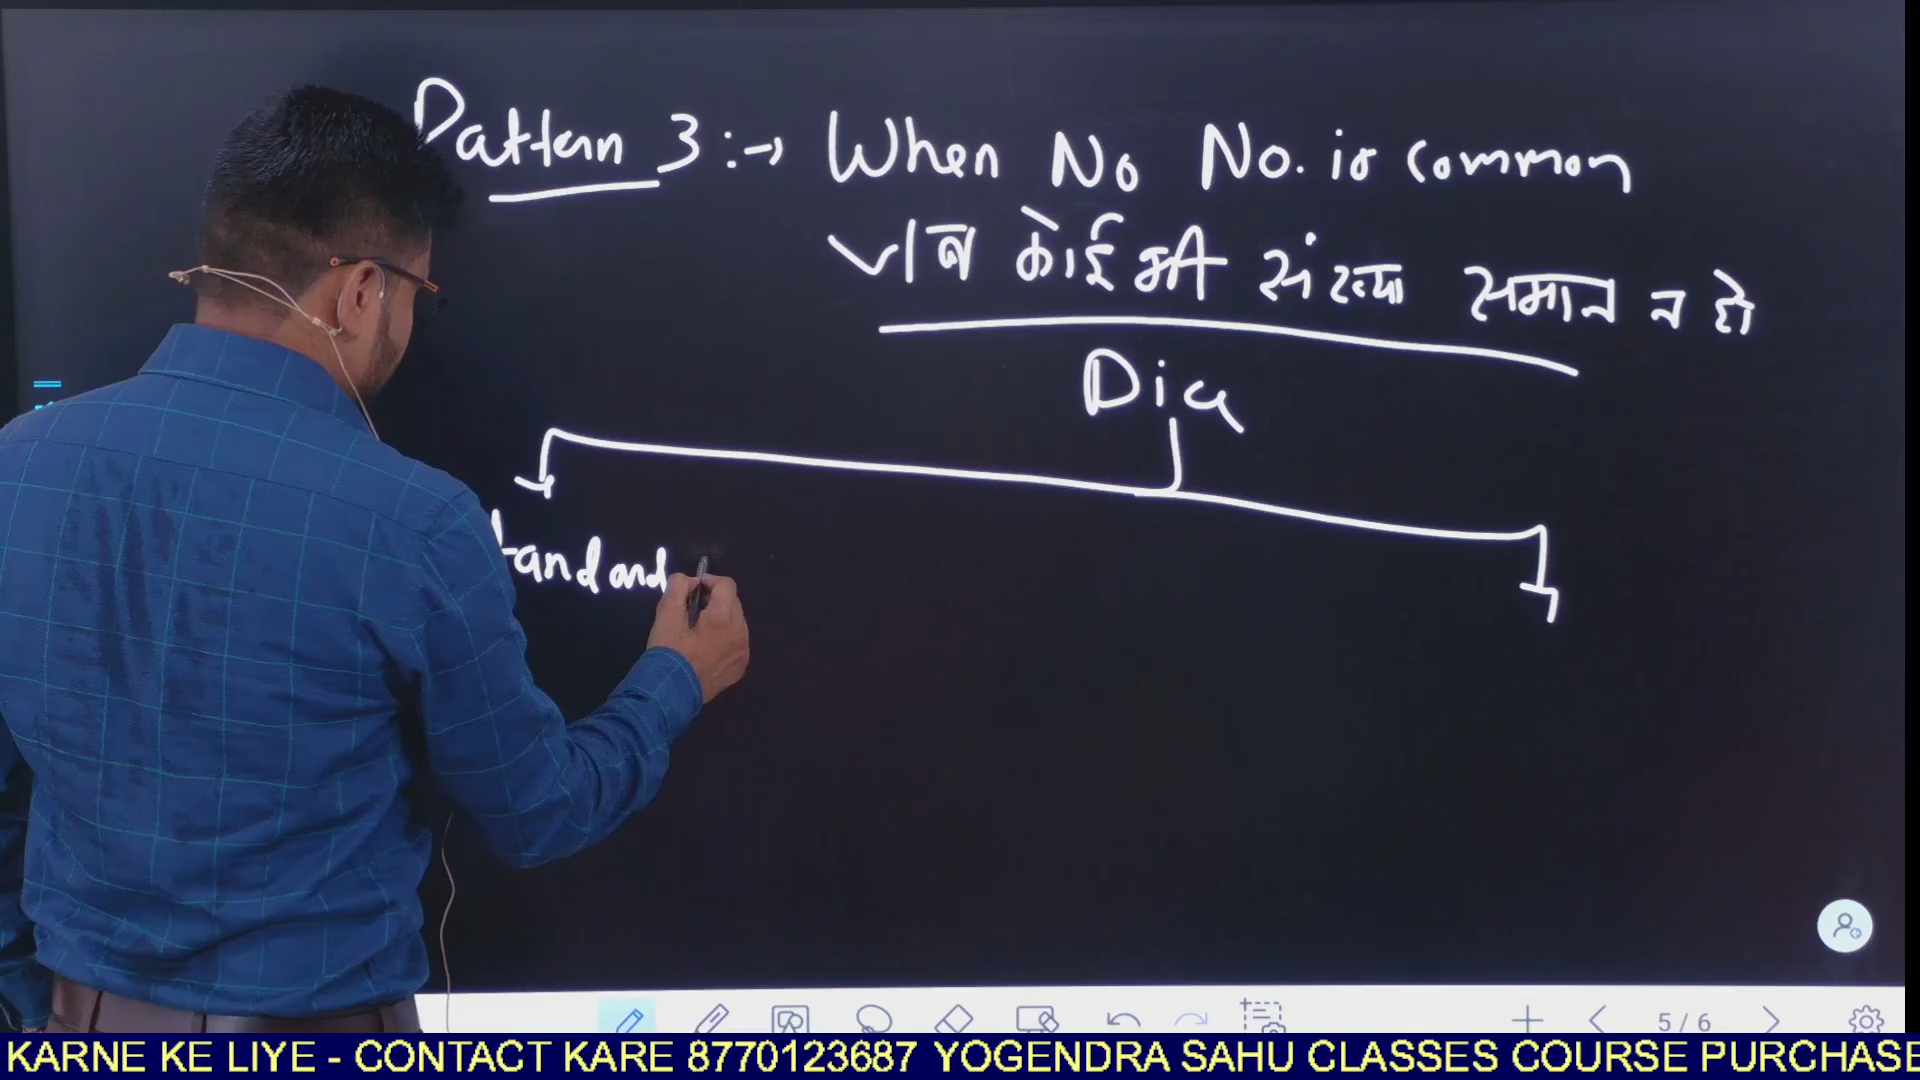 Pattern 3 :→ When No No. is common
जब कोई भी संख्या समान न हो
Dice
tandard
5/6
KARNE KE LIYE - CONTACT KARE 8770123687 YOGENDRA SAHU CLASSES COURSE PURCHASE